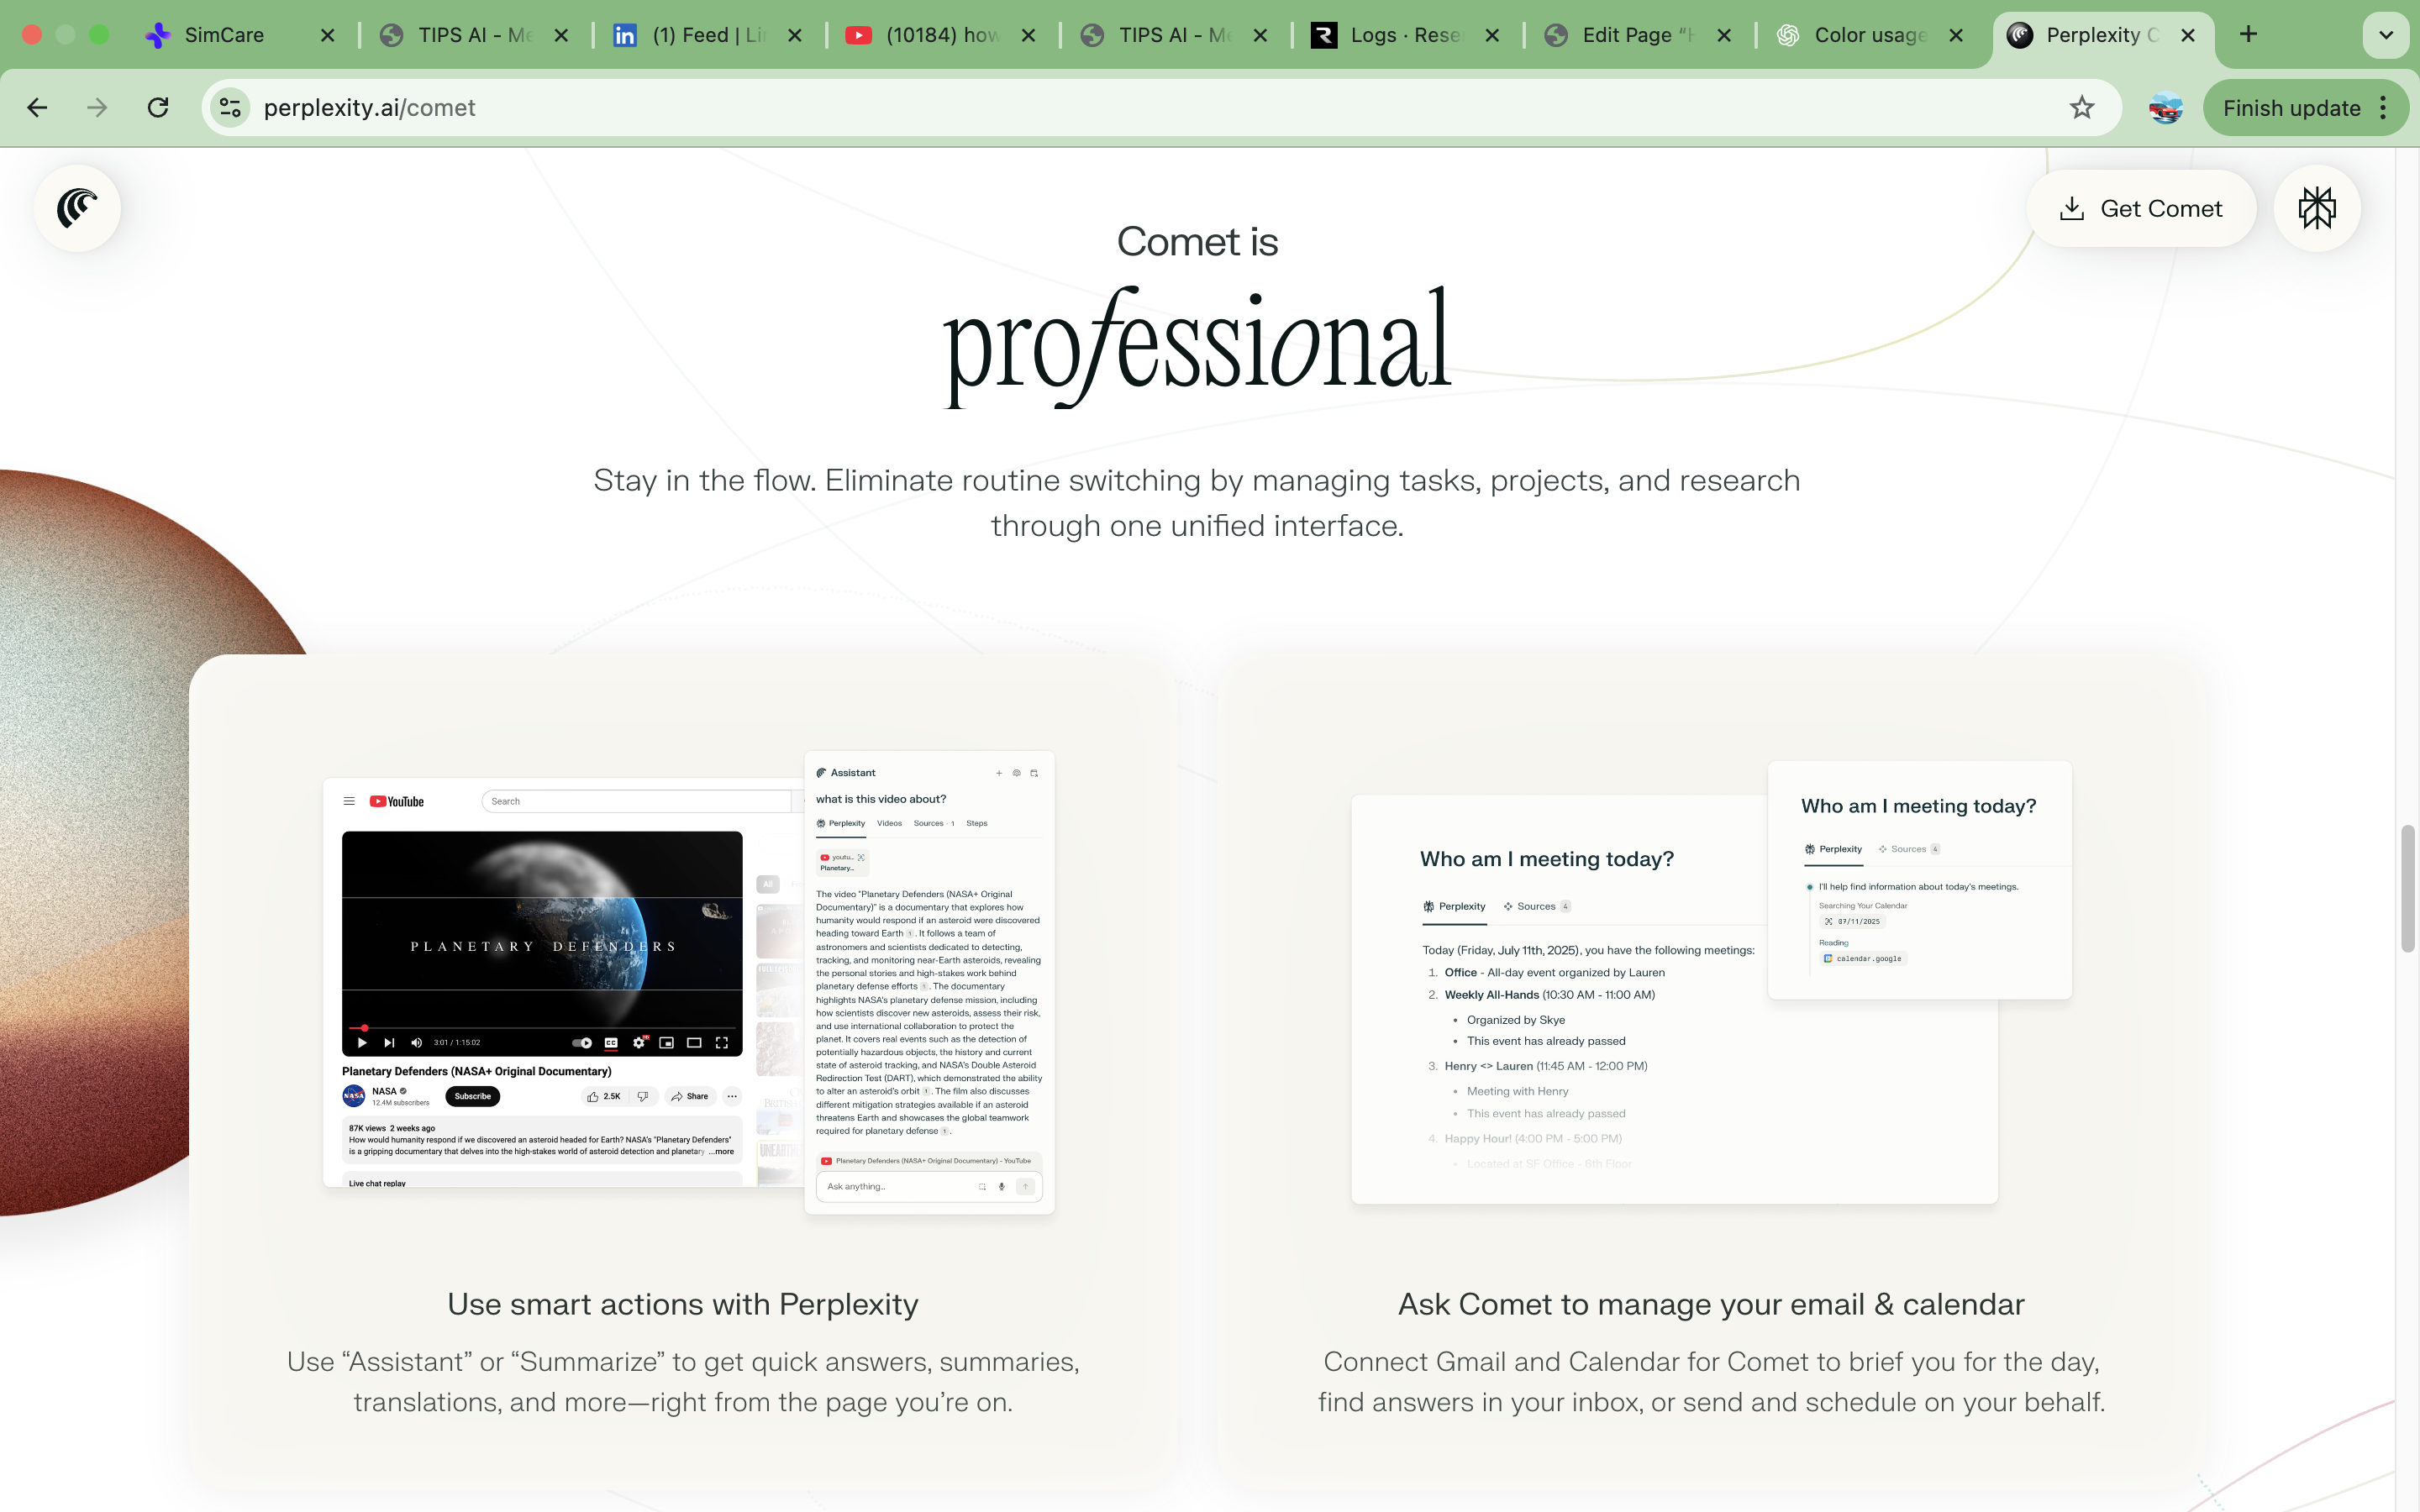 SimCare
TIPS AI - Me
(1) Feed | Li
(10184) how
TIPS AI - Me
Logs · Rese
Edit Page “H
Color usage
Perplexity C
perplexity.ai/comet
Finish update
Get Comet
Comet is
professional
Stay in the flow. Eliminate routine switching by managing tasks, projects, and research
through one unified interface.
YouTube
Search
PLANETARY DEFENDERS
3:01 / 1:15:02
Planetary Defenders (NASA+ Original Documentary)
NASA
12.4M subscribers
Subscribe
2.5K
Share
87K views 2 weeks ago
How would humanity respond if we discovered an asteroid headed for Earth? NASA's "Planetary Defenders"
is a gripping documentary that delves into the high-stakes world of asteroid detection and planetary ...more
Live chat replay
All
Assistant
what is this video about?
Perplexity Videos Sources · 1 Steps
youtu...
Planetary...
The video "Planetary Defenders (NASA+ Original
Documentary)" is a documentary that explores how
humanity would respond if an asteroid were discovered
heading toward Earth 1. It follows a team of
astronomers and scientists dedicated to detecting,
tracking, and monitoring near-Earth asteroids, revealing
the personal stories and high-stakes work behind
planetary defense efforts 1. The documentary
highlights NASA's planetary defense mission, including
how scientists discover new asteroids, assess their risk,
and use international collaboration to protect the
planet. It covers real events such as the detection of
potentially hazardous objects, the history and current
state of asteroid tracking, and NASA's Double Asteroid
Redirection Test (DART), which demonstrated the ability
to alter an asteroid's orbit 1. The film also discusses
different mitigation strategies available if an asteroid
threatens Earth and showcases the global teamwork
required for planetary defense 1.
Planetary Defenders (NASA+ Original Documentary) - YouTube
Ask anything...
Use smart actions with Perplexity
Use “Assistant” or “Summarize” to get quick answers, summaries,
translations, and more—right from the page you’re on.
Who am I meeting today?
Perplexity Sources 4
Today (Friday, July 11th, 2025), you have the following meetings:
1. Office - All-day event organized by Lauren
2. Weekly All-Hands (10:30 AM - 11:00 AM)
• Organized by Skye
• This event has already passed
3. Henry <> Lauren (11:45 AM - 12:00 PM)
• Meeting with Henry
• This event has already passed
4. Happy Hour! (4:00 PM - 5:00 PM)
• Located at SF Office - 6th Floor
Who am I meeting today?
Perplexity Sources 4
I'll help find information about today's meetings.
Searching Your Calendar
07/11/2025
Reading
calendar.google
Ask Comet to manage your email & calendar
Connect Gmail and Calendar for Comet to brief you for the day,
find answers in your inbox, or send and schedule on your behalf.